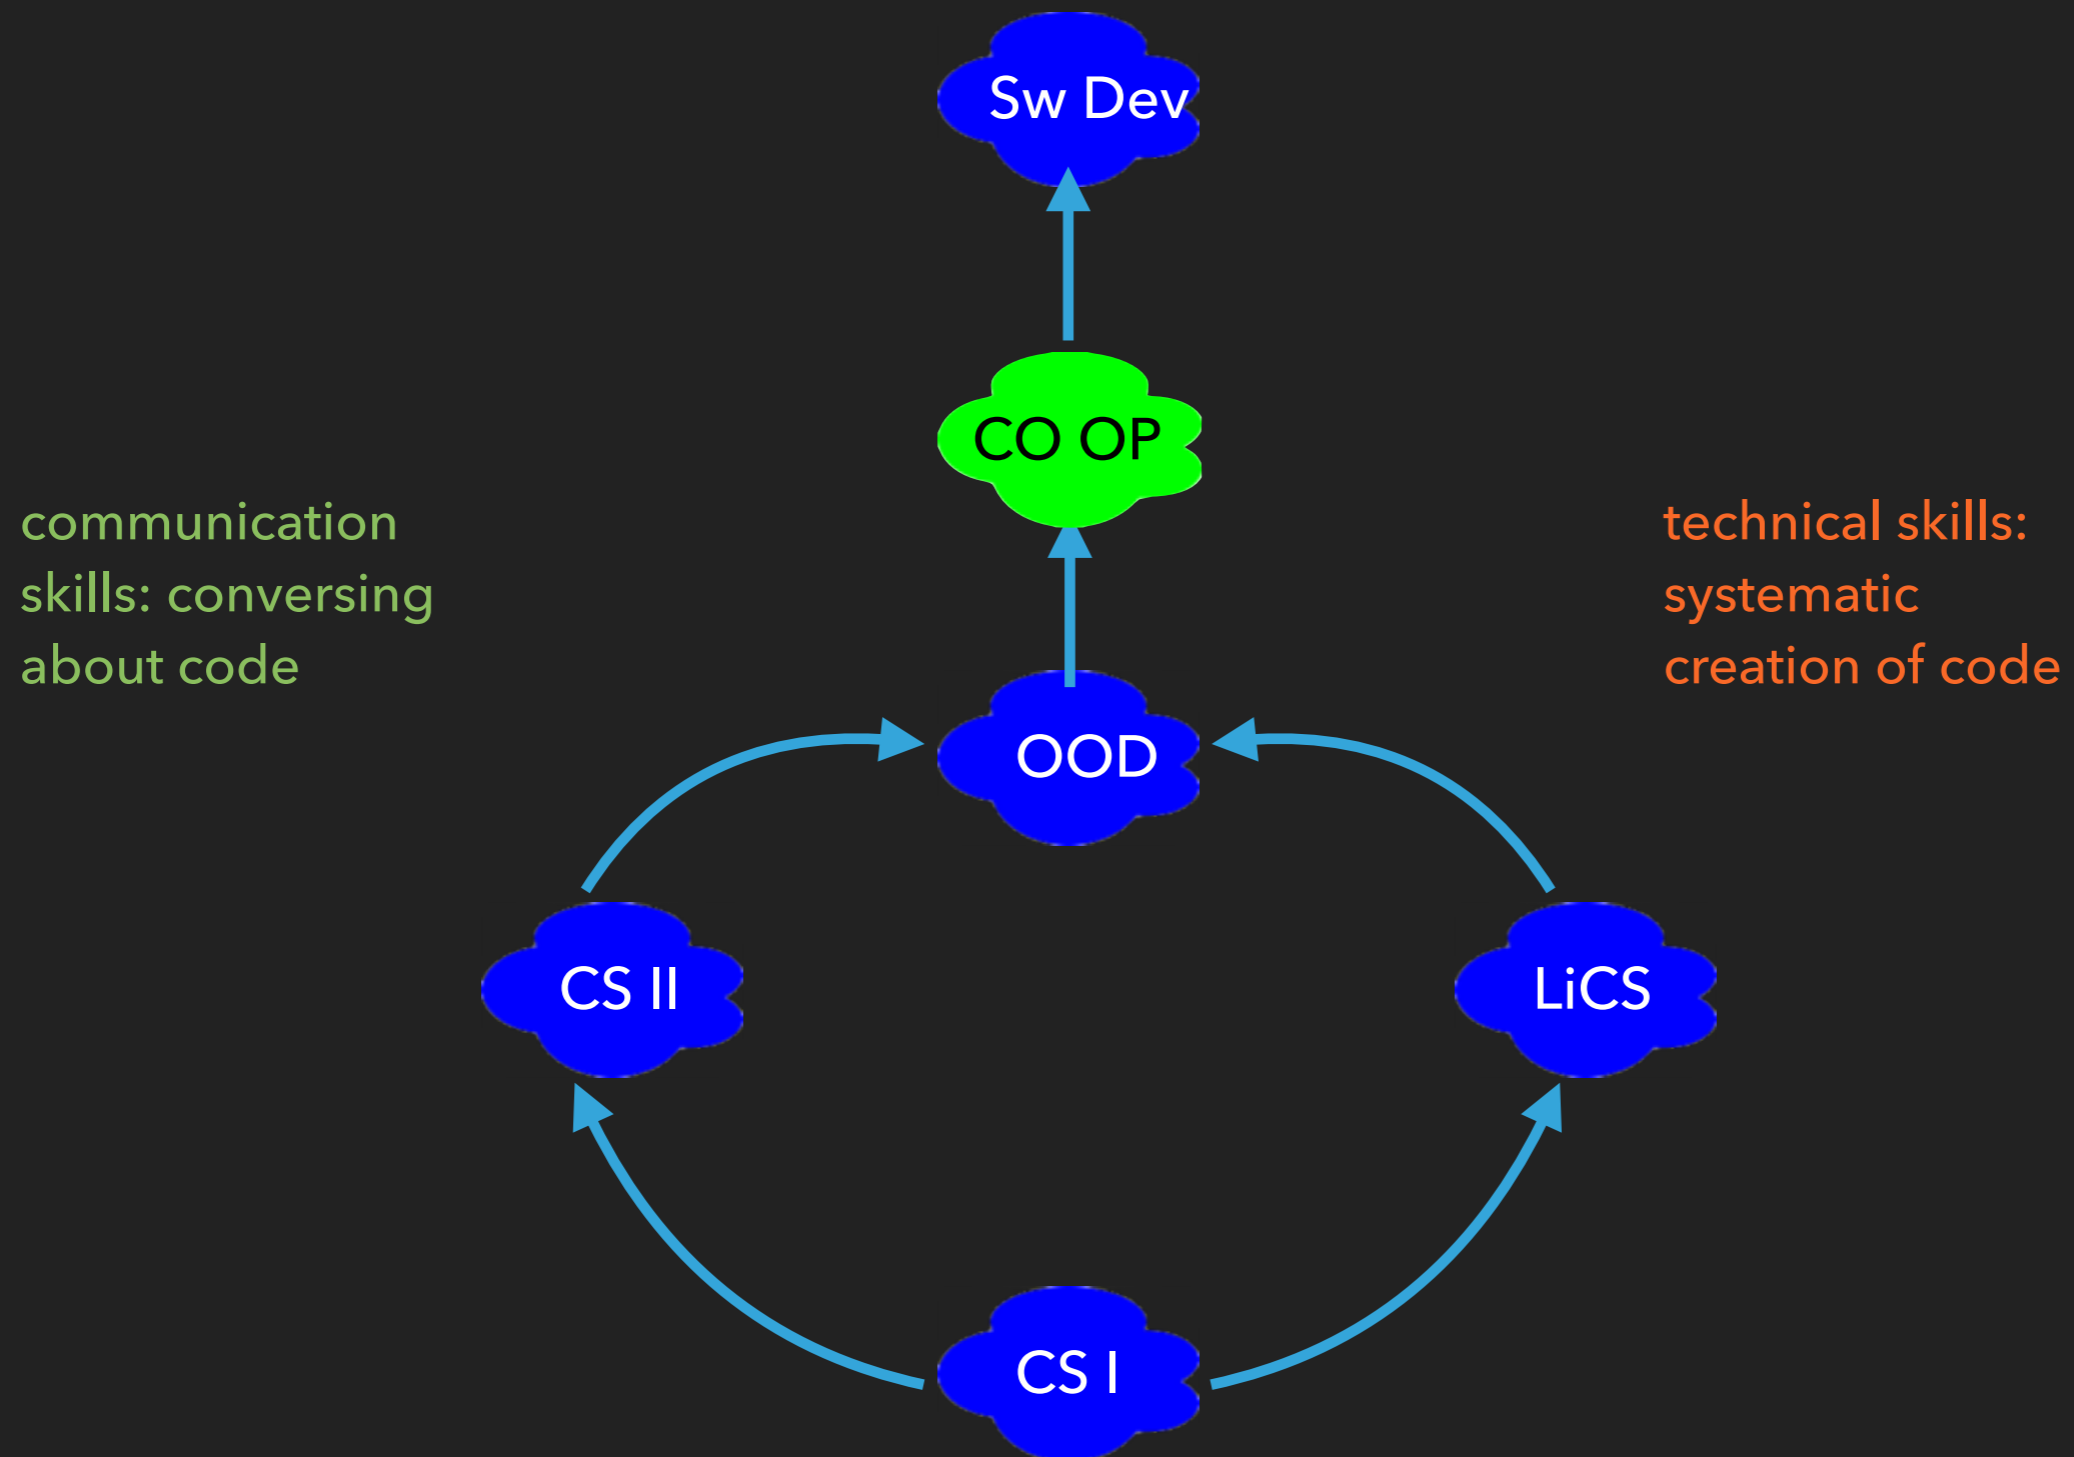 Sw Dev
CO OP
communication
skills: conversing
about code
technical skills:
systematic
creation of code
OOD
CS II
LiCS
CS I